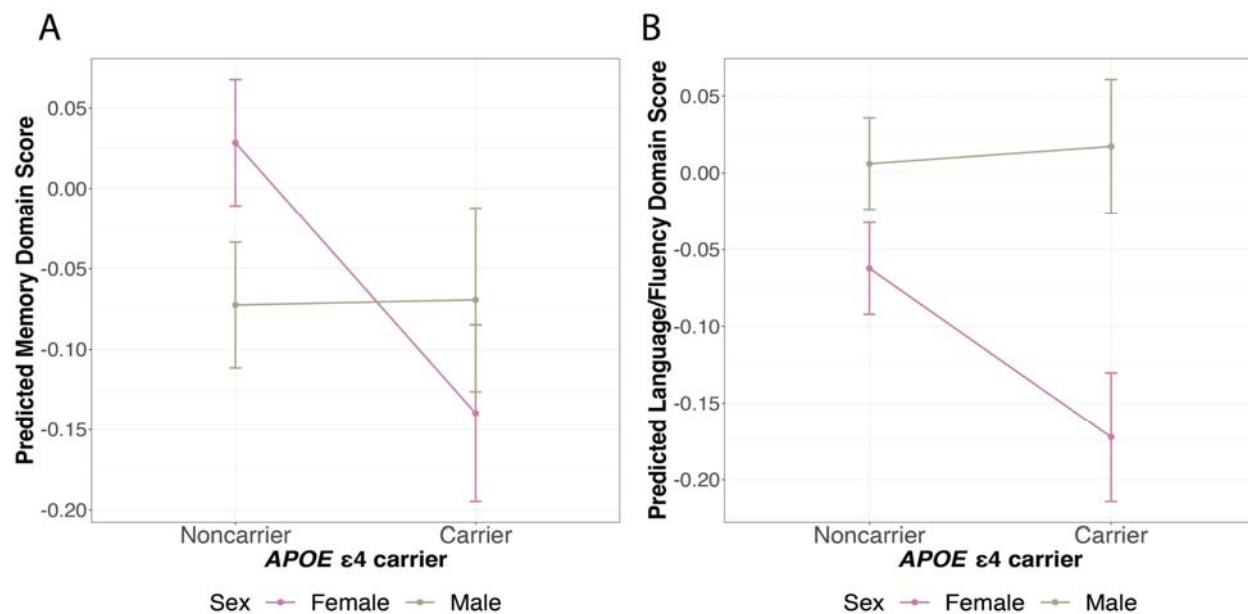 A
Predicted Memory Domain Score
0.05
0.00
-0.05
-0.10
-0.15
-0.20
Noncarrier Carrier
APOE ε4 carrier
Sex Female Male
B
Predicted Language/Fluency Domain Score
0.05
0.00
-0.05
-0.10
-0.15
-0.20
Noncarrier Carrier
APOE ε4 carrier
Sex Female Male